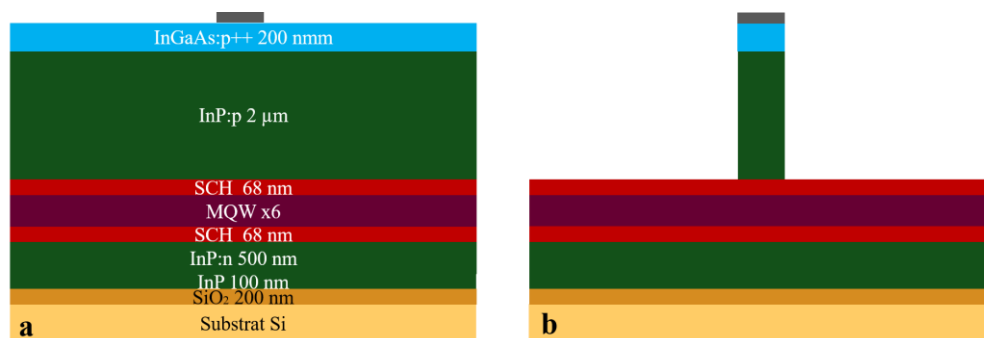 InGaAs:p++ 200 nmm
InP:p 2 µm
SCH 68 nm
MQW x6
SCH 68 nm
InP:n 500 nm
InP 100 nm
SiO₂ 200 nm
Substrat Si
a
b